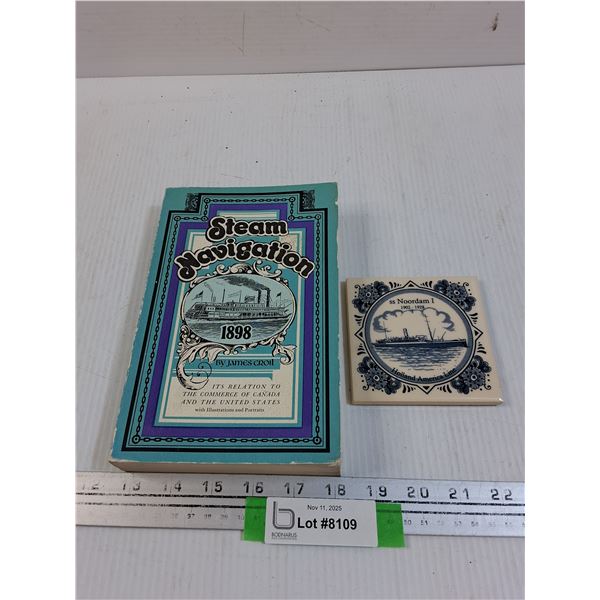 Steam
Navigation
1898
BY JAMES CROIL
ITS RELATION TO
THE COMMERCE OF CANADA
AND THE UNITED STATES
with Illustrations and Portraits
ss Noordam I
1902 - 1928
Holland America Line
12 13 14 15 16 17 18 19 20 21 22
Nov 11, 2025
Lot #8109
BODNARUS